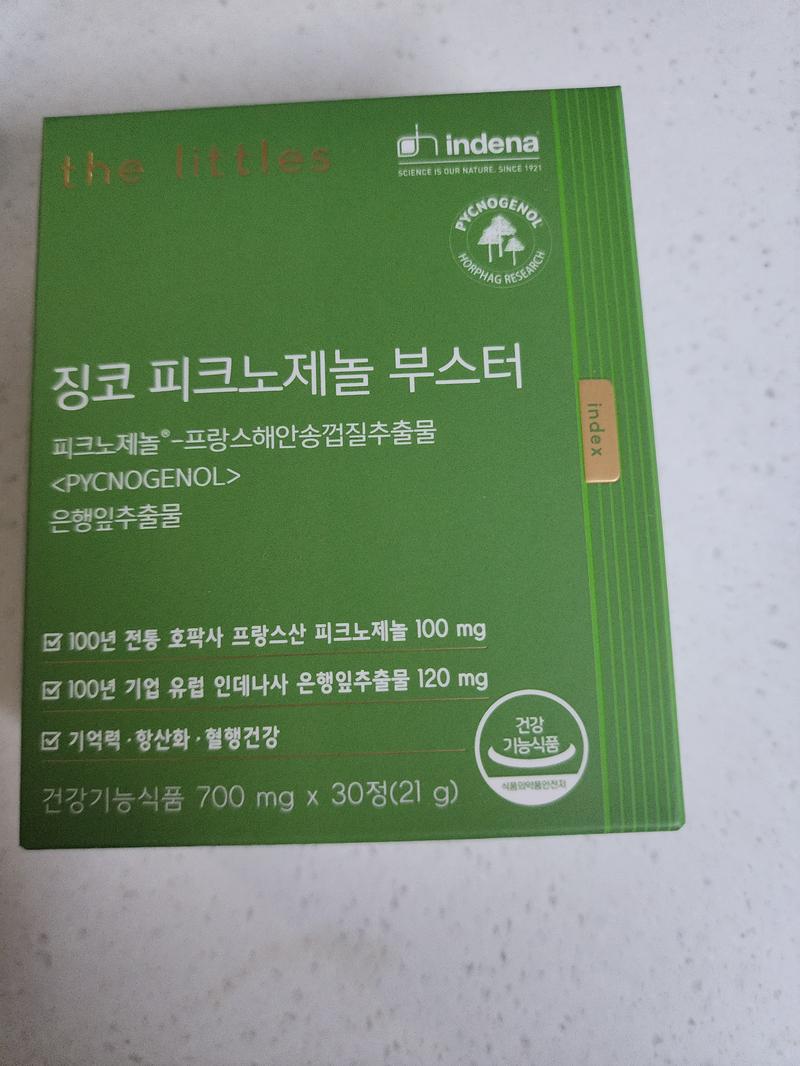 the littles
indena
SCIENCE IS OUR NATURE. SINCE 1921
PYCNOGENOL®
HORPHAG RESEARCH
징코 피크노제놀 부스터
피크노제놀®-프랑스해안송껍질추출물
<PYCNOGENOL>
은행잎추출물
index
100년 전통 호팍사 프랑스산 피크노제놀 100 mg
100년 기업 유럽 인데나사 은행잎추출물 120 mg
기억력·항산화·혈행건강
건강
기능식품
식품의약품안전처
건강기능식품 700 mg x 30정(21 g)